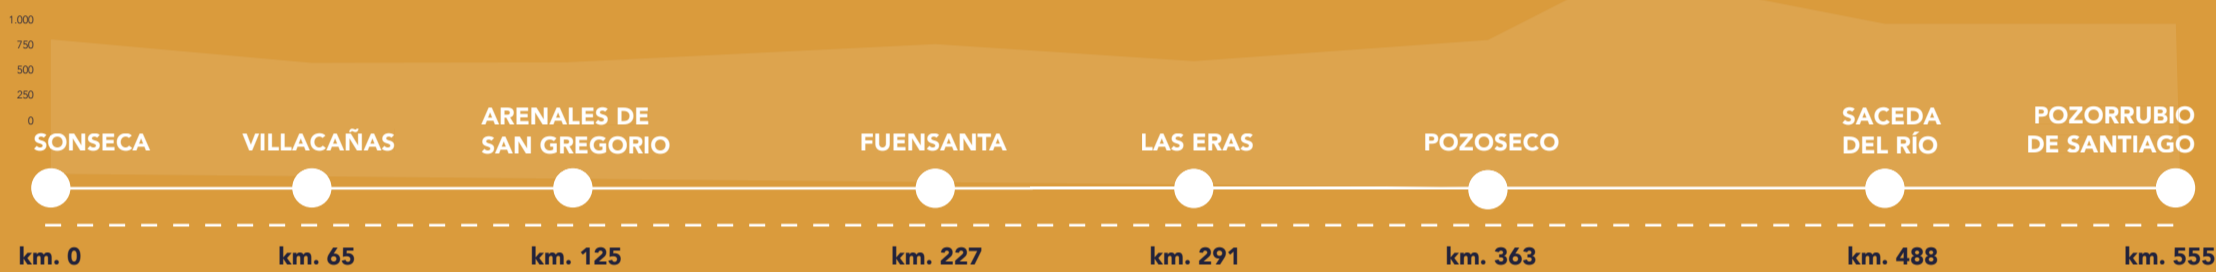 1.000
750
500
250
0
SONSECA
VILLACAÑAS
ARENALES DE
SAN GREGORIO
FUENSANTA
LAS ERAS
POZOSECO
SACEDA
DEL RÍO
POZORRUBIO
DE SANTIAGO
km. 0
km. 65
km. 125
km. 227
km. 291
km. 363
km. 488
km. 555